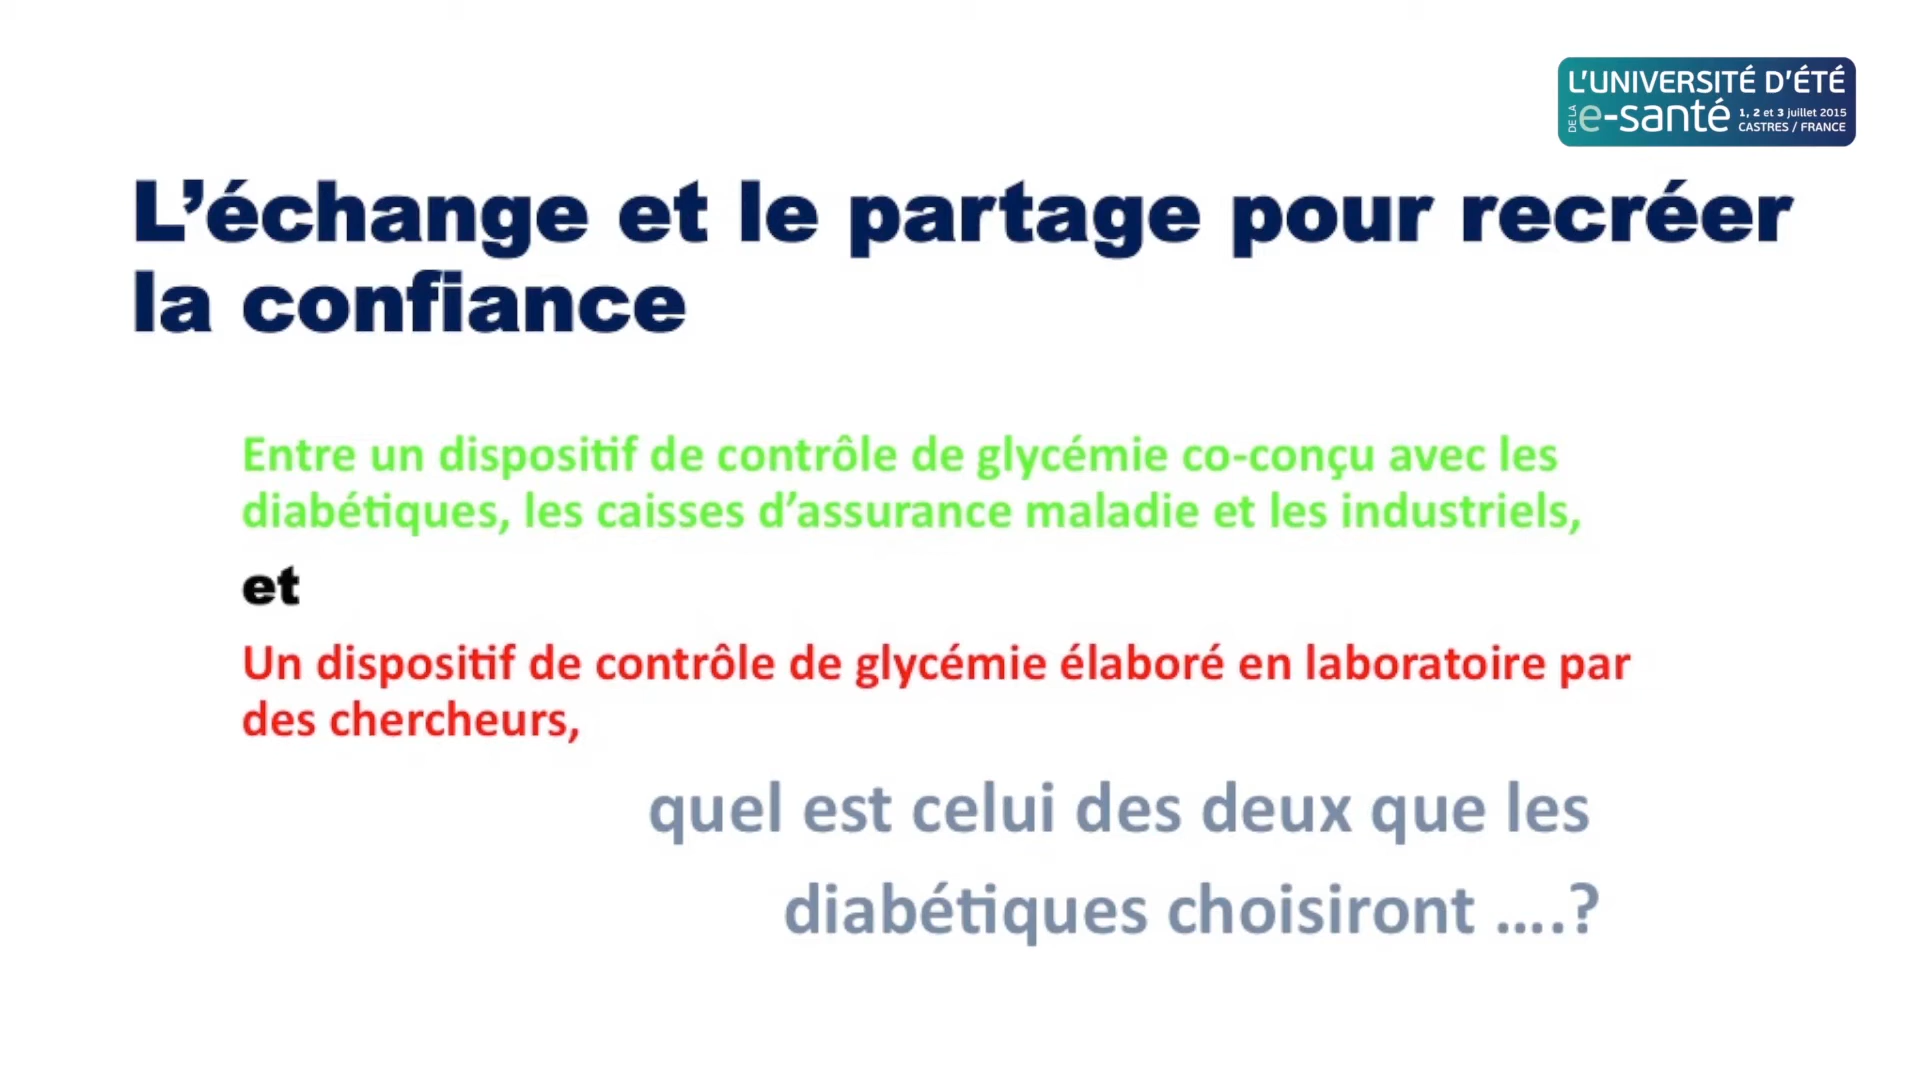 L'UNIVERSITÉ D'ÉTÉ
DE LA e-santé 1, 2 et 3 juillet 2015
CASTRES / FRANCE
L’échange et le partage pour recréer
la confiance
Entre un dispositif de contrôle de glycémie co-conçu avec les
diabétiques, les caisses d’assurance maladie et les industriels,
et
Un dispositif de contrôle de glycémie élaboré en laboratoire par
des chercheurs,
quel est celui des deux que les
diabétiques choisiront ....?